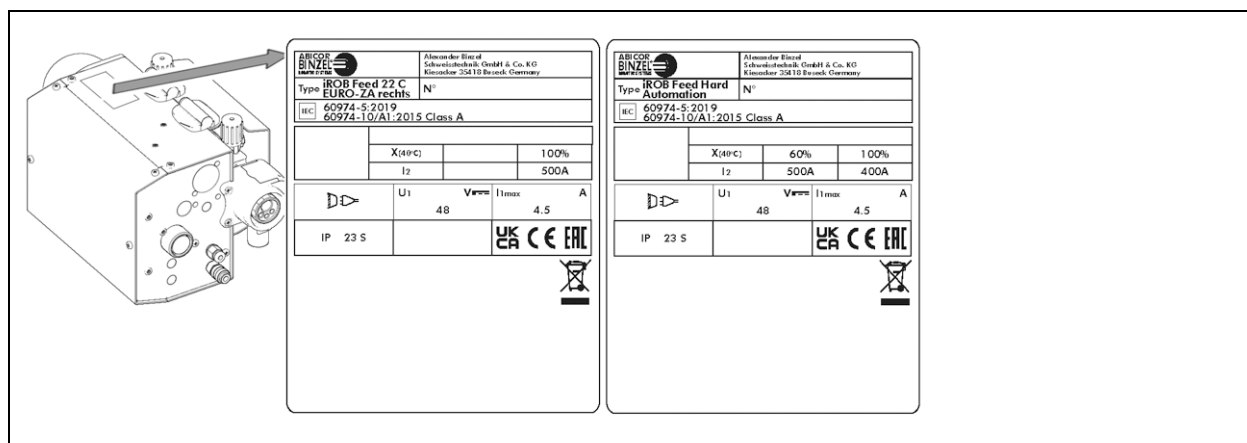 ABICOR
BINZEL
Alexander Binzel
Schweisstechnik GmbH & Co. KG
Kiesacker 35418 Buseck Germany
Type iROB Feed 22 C
EURO-ZA rechts
N°
IEC 60974-5:2019
60974-10/A1:2015 Class A
X(40°C) 100%
I2 500A
U1 V I1max A
48 4.5
IP 23 S
UK
CA CE EAC
ABICOR
BINZEL
Alexander Binzel
Schweisstechnik GmbH & Co. KG
Kiesacker 35418 Buseck Germany
Type iROB Feed Hard
Automation
N°
IEC 60974-5:2019
60974-10/A1:2015 Class A
X(40°C) 60% 100%
I2 500A 400A
U1 V I1max A
48 4.5
IP 23 S
UK
CA CE EAC